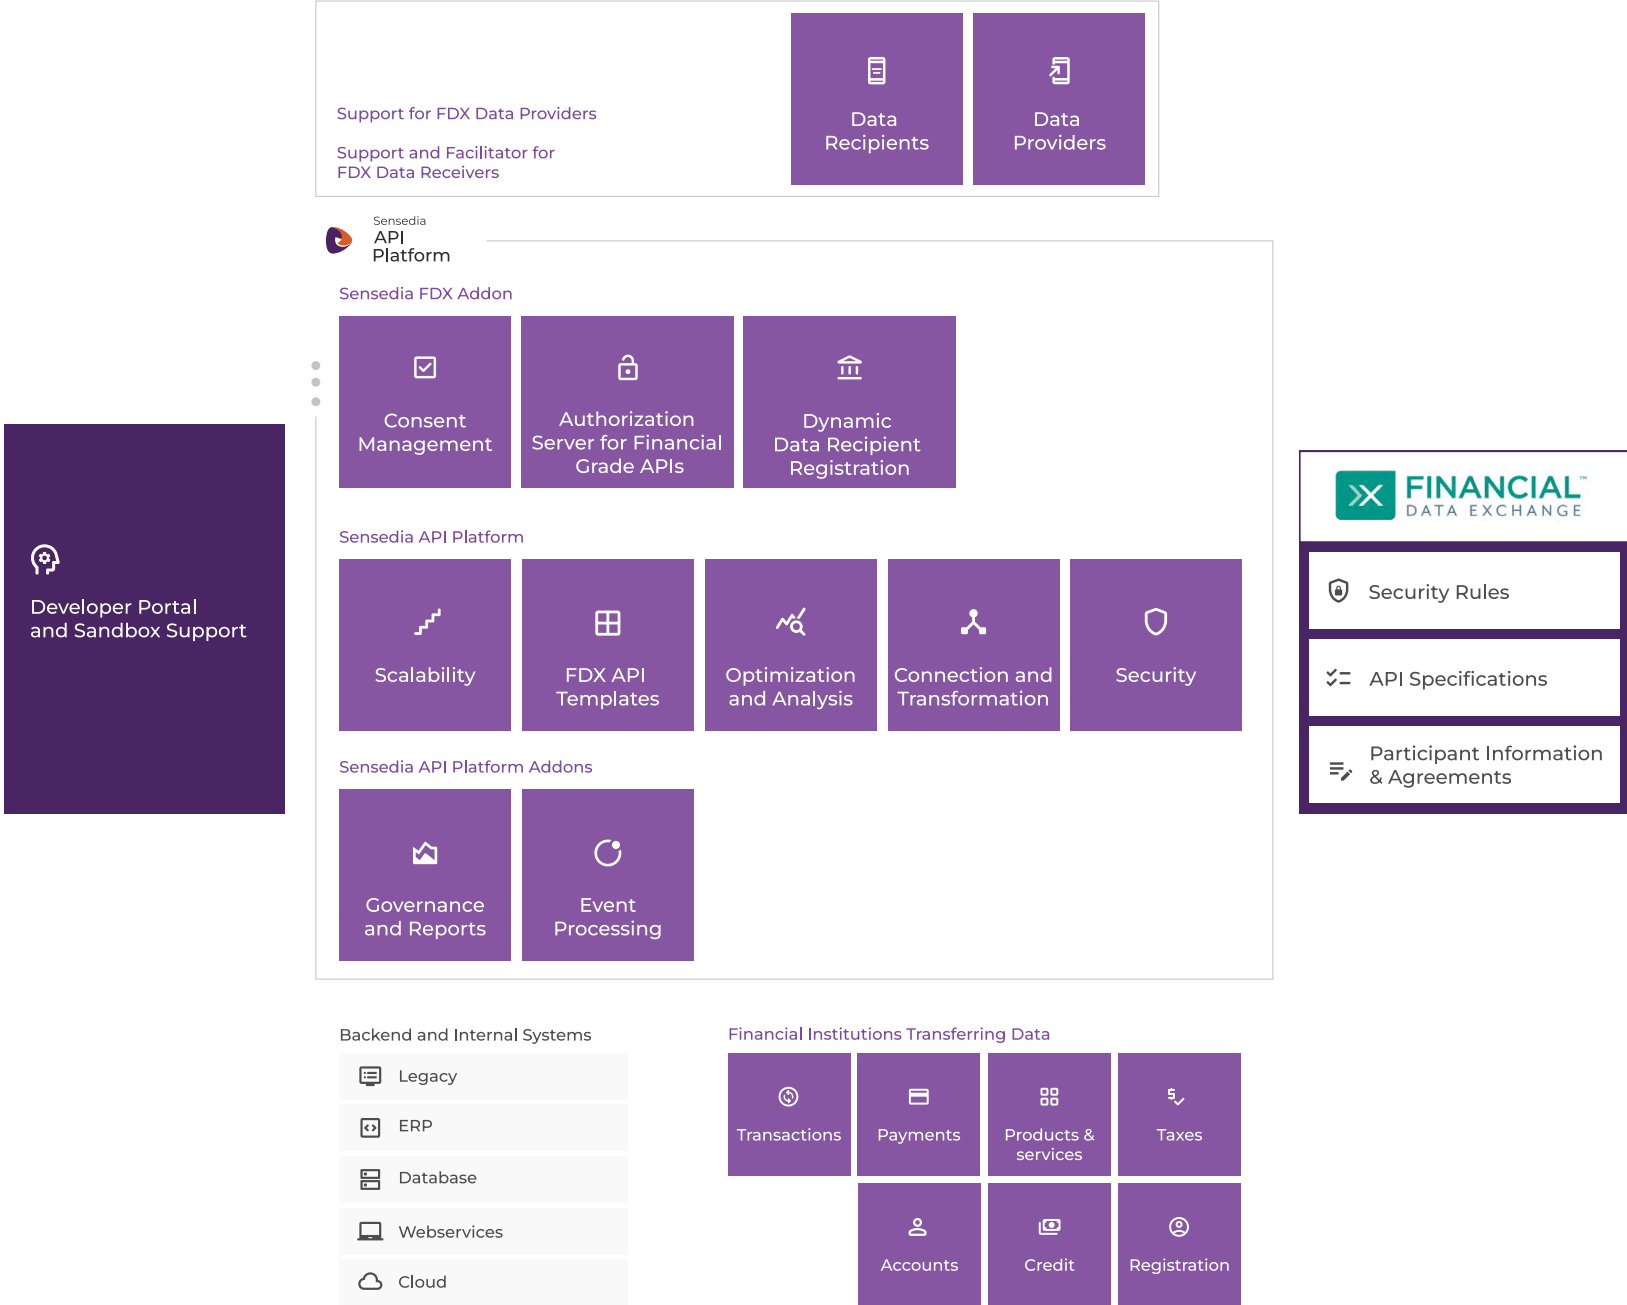 Support for FDX Data Providers
Support and Facilitator for
FDX Data Receivers
Data
Recipients
Data
Providers
Sensedia
API
Platform
Sensedia FDX Addon
Consent
Management
Authorization
Server for Financial
Grade APIs
Dynamic
Data Recipient
Registration
Developer Portal
and Sandbox Support
Sensedia API Platform
Scalability
FDX API
Templates
Optimization
and Analysis
Connection and
Transformation
Security
Sensedia API Platform Addons
Governance
and Reports
Event
Processing
FINANCIAL™
DATA EXCHANGE
Security Rules
API Specifications
Participant Information
& Agreements
Backend and Internal Systems
Legacy
ERP
Database
Webservices
Cloud
Financial Institutions Transferring Data
Transactions
Payments
Products &
services
Taxes
Accounts
Credit
Registration